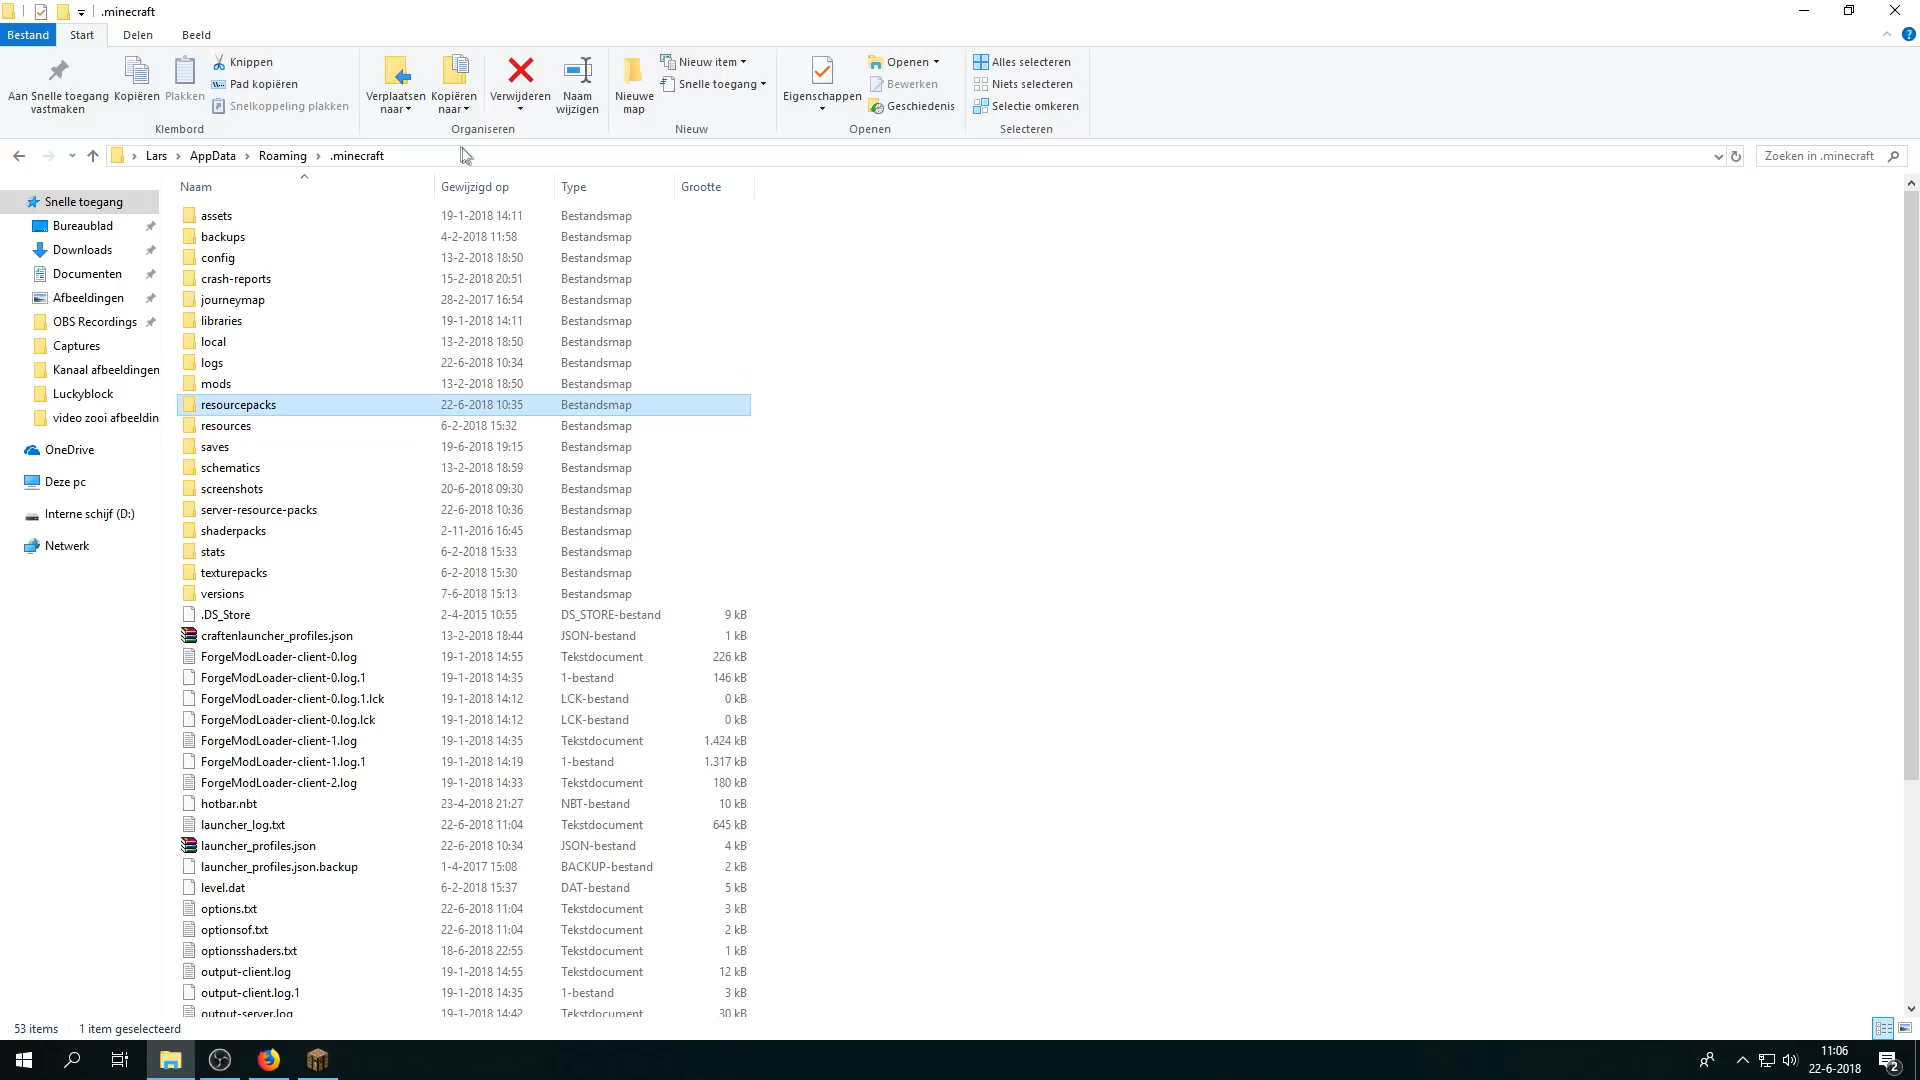 .minecraft
Bestand Start Delen Beeld
Aan Snelle toegang vastmaken
Kopiëren
Plakken
Knippen
Pad kopiëren
Snelkoppeling plakken
Klembord
Verplaatsen naar
Kopiëren naar
Verwijderen
Naam wijzigen
Organiseren
Nieuwe map
Nieuw item
Snelle toegang
Nieuw
Eigenschappen
Openen
Bewerken
Geschiedenis
Openen
Alles selecteren
Niets selecteren
Selectie omkeren
Selecteren
Lars › AppData › Roaming › .minecraft
Zoeken in .minecraft
Snelle toegang
Bureaublad
Downloads
Documenten
Afbeeldingen
OBS Recordings
Captures
Kanaal afbeeldingen
Luckyblock
video zooi afbeeldin
OneDrive
Deze pc
Interne schijf (D:)
Netwerk
Naam Gewijzigd op Type Grootte
assets 19-1-2018 14:11 Bestandsmap
backups 4-2-2018 11:58 Bestandsmap
config 13-2-2018 18:50 Bestandsmap
crash-reports 15-2-2018 20:51 Bestandsmap
journeymap 28-2-2017 16:54 Bestandsmap
libraries 19-1-2018 14:11 Bestandsmap
local 13-2-2018 18:50 Bestandsmap
logs 22-6-2018 10:34 Bestandsmap
mods 13-2-2018 18:50 Bestandsmap
resourcepacks 22-6-2018 10:35 Bestandsmap
resources 6-2-2018 15:32 Bestandsmap
saves 19-6-2018 19:15 Bestandsmap
schematics 13-2-2018 18:59 Bestandsmap
screenshots 20-6-2018 09:30 Bestandsmap
server-resource-packs 22-6-2018 10:36 Bestandsmap
shaderpacks 2-11-2016 16:45 Bestandsmap
stats 6-2-2018 15:33 Bestandsmap
texturepacks 6-2-2018 15:30 Bestandsmap
versions 7-6-2018 15:13 Bestandsmap
.DS_Store 2-4-2015 10:55 DS_STORE-bestand 9 kB
craftenlauncher_profiles.json 13-2-2018 18:44 JSON-bestand 1 kB
ForgeModLoader-client-0.log 19-1-2018 14:55 Tekstdocument 226 kB
ForgeModLoader-client-0.log.1 19-1-2018 14:35 1-bestand 146 kB
ForgeModLoader-client-0.log.1.lck 19-1-2018 14:12 LCK-bestand 0 kB
ForgeModLoader-client-0.log.lck 19-1-2018 14:12 LCK-bestand 0 kB
ForgeModLoader-client-1.log 19-1-2018 14:35 Tekstdocument 1.424 kB
ForgeModLoader-client-1.log.1 19-1-2018 14:19 1-bestand 1.317 kB
ForgeModLoader-client-2.log 19-1-2018 14:33 Tekstdocument 180 kB
hotbar.nbt 23-4-2018 21:27 NBT-bestand 10 kB
launcher_log.txt 22-6-2018 11:04 Tekstdocument 645 kB
launcher_profiles.json 22-6-2018 10:34 JSON-bestand 4 kB
launcher_profiles.json.backup 1-4-2017 15:08 BACKUP-bestand 2 kB
level.dat 6-2-2018 15:37 DAT-bestand 5 kB
options.txt 22-6-2018 11:04 Tekstdocument 3 kB
optionsof.txt 22-6-2018 11:04 Tekstdocument 2 kB
optionsshaders.txt 18-6-2018 22:55 Tekstdocument 1 kB
output-client.log 19-1-2018 14:55 Tekstdocument 12 kB
output-client.log.1 19-1-2018 14:35 1-bestand 3 kB
output-server.log 19-1-2018 14:42 Tekstdocument 30 kB
53 items 1 item geselecteerd
11:06
22-6-2018
2